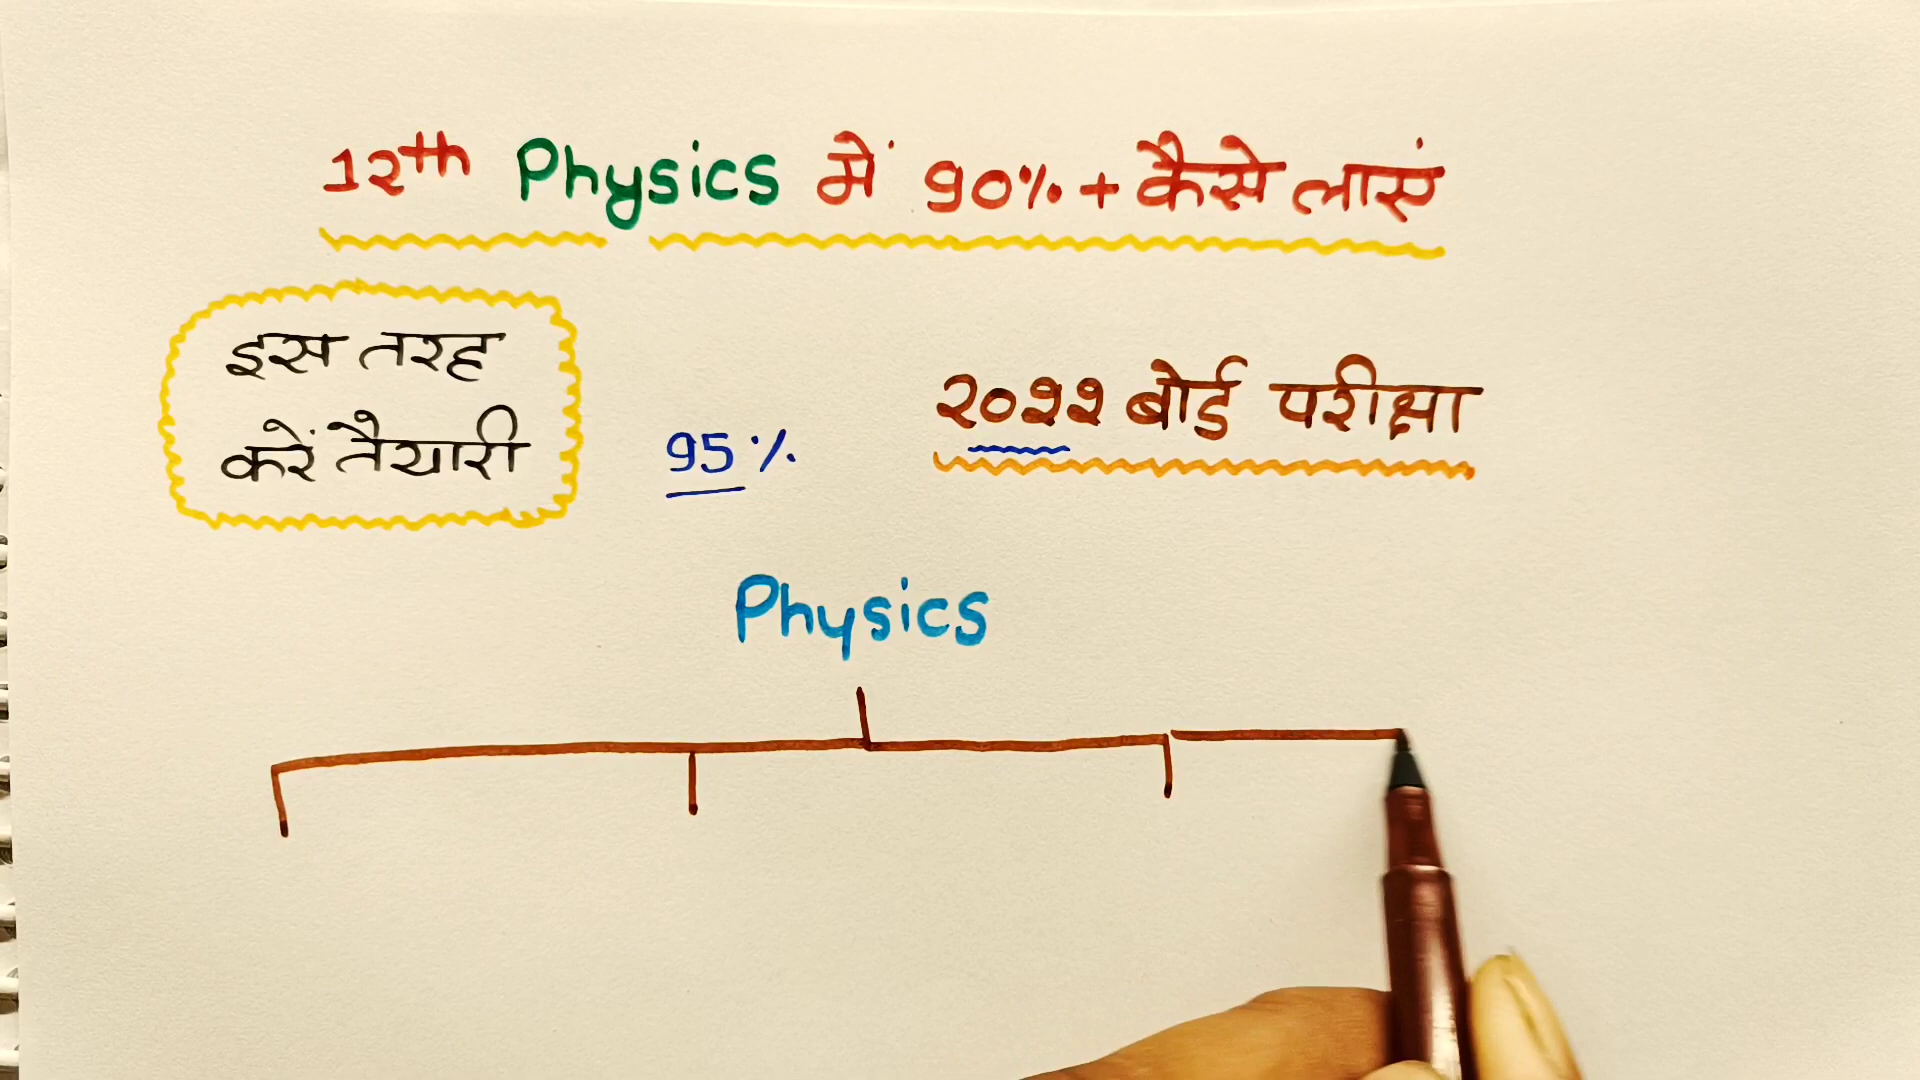 12th Physics में 90% + कैसे लाएं
इस तरह
करें तैयारी
95 %
२०२२ बोर्ड परीक्षा
Physics